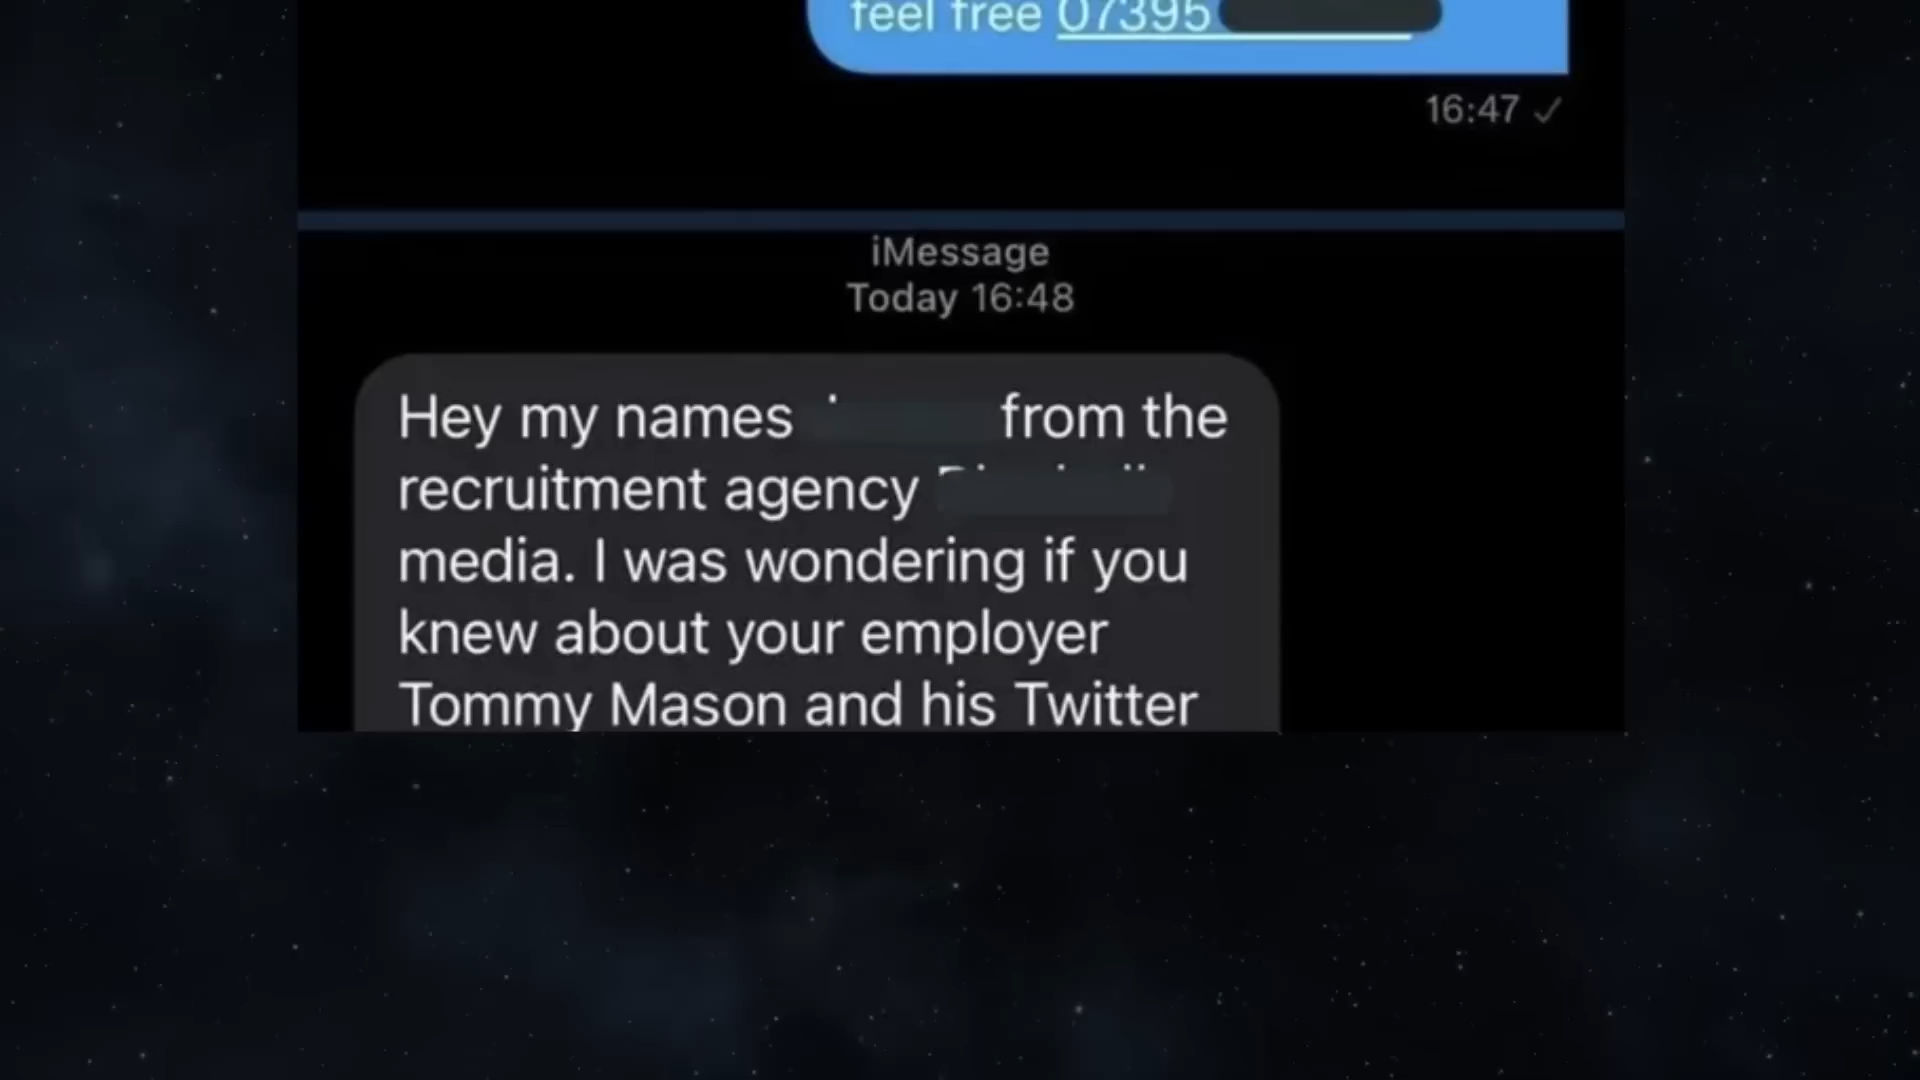 feel free 07395
16:47 ✓
iMessage
Today 16:48
Hey my names from the
recruitment agency
media. I was wondering if you
knew about your employer
Tommy Mason and his Twitter